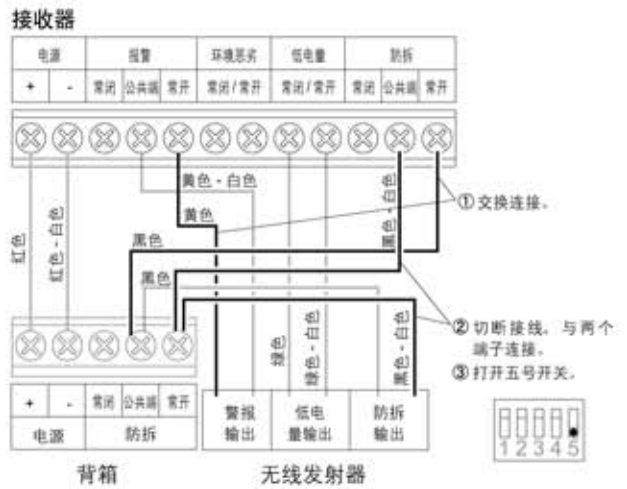 接收器
电源 报警 环境恶劣 低电量 防拆
+ - 常闭 公共端 常开 常闭/常开 常闭/常开 常闭 公共端 常开
黄色-白色
黄色
黑色
黑色
红色
红色-白色
黑色-白色
绿色
绿色-白色
黑色-白色
①交换连接。
②切断接线。与两个
端子连接。
③打开五号开关。
+ - 常闭 公共端 常开
电源 防拆
警报
输出
低电
量输出
防拆
输出
1 2 3 4 5
背箱 无线发射器